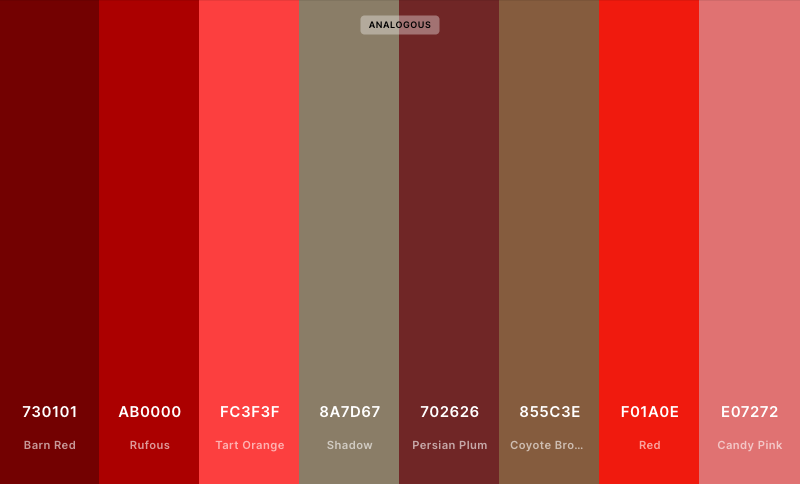 ANALOGOUS
730101
Barn Red
AB0000
Rufous
FC3F3F
Tart Orange
8A7D67
Shadow
702626
Persian Plum
855C3E
Coyote Bro...
F01A0E
Red
E07272
Candy Pink